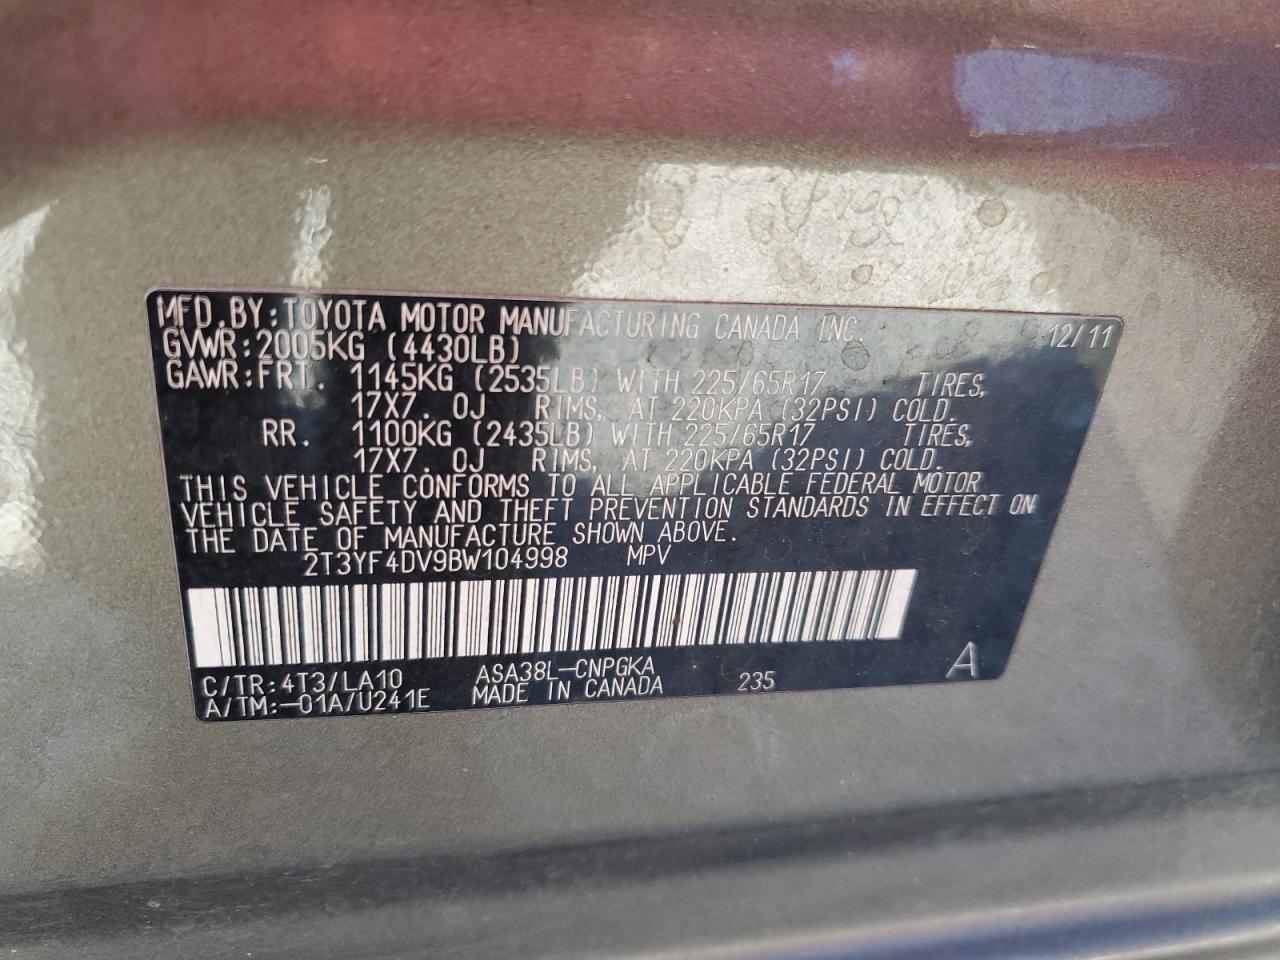 MFD.BY:TOYOTA MOTOR MANUFACTURING CANADA INC. 12/11
GVWR:2005KG (4430LB)
GAWR:FRT. 1145KG (2535LB) WITH 225/65R17 TIRES,
17X7.0J RIMS, AT 220KPA (32PSI) COLD.
RR. 1100KG (2435LB) WITH 225/65R17 TIRES,
17X7.0J RIMS, AT 220KPA (32PSI) COLD.
THIS VEHICLE CONFORMS TO ALL APPLICABLE FEDERAL MOTOR
VEHICLE SAFETY AND THEFT PREVENTION STANDARDS IN EFFECT ON
THE DATE OF MANUFACTURE SHOWN ABOVE.
2T3YF4DV9BW104998 MPV
C/TR:4T3/LA10 ASA38L-CNPGKA
A/TM:-01A/U241E MADE IN CANADA 235 A